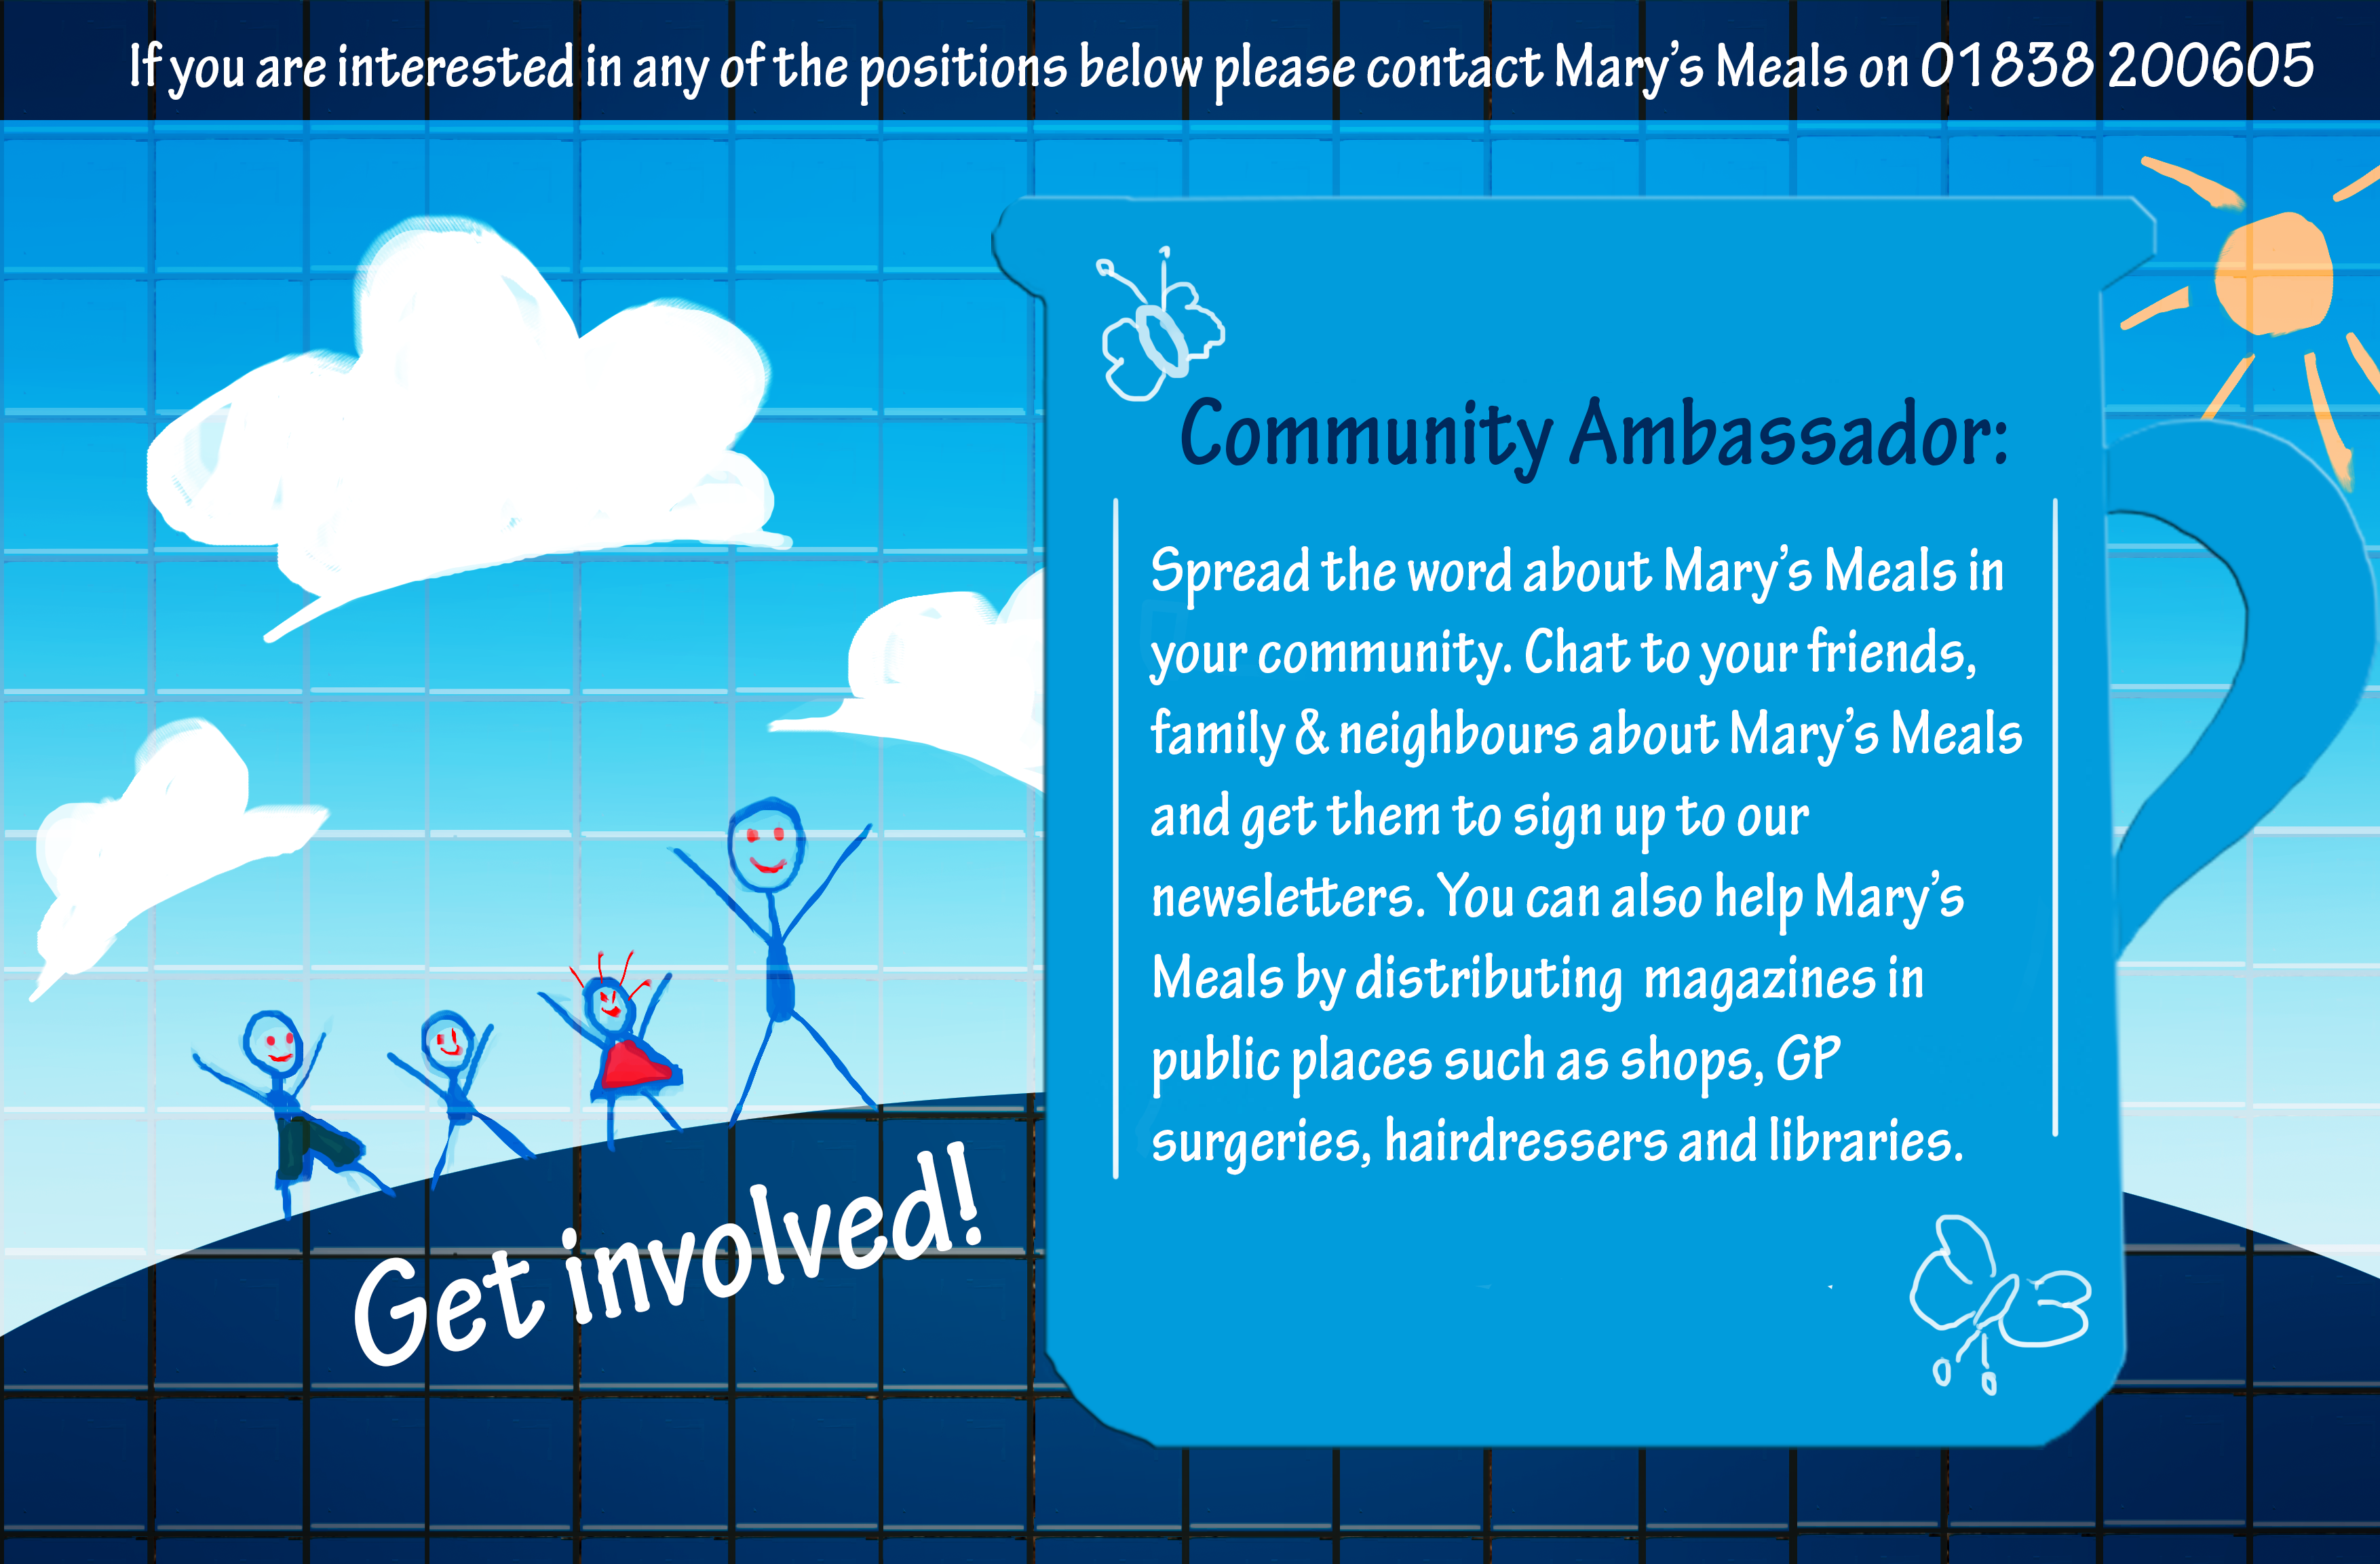 If you are interested in any of the positions below please contact Mary's Meals on 01838 200605
Community Ambassador:
Spread the word about Mary's Meals in
your community. Chat to your friends,
family & neighbours about Mary's Meals
and get them to sign up to our
newsletters. You can also help Mary's
Meals by distributing magazines in
public places such as shops, GP
surgeries, hairdressers and libraries.
Get involved!